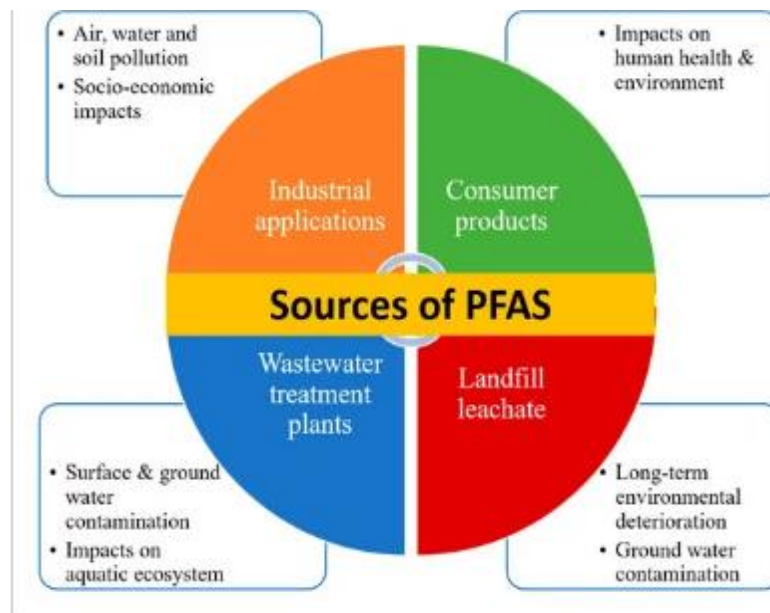 • Air, water and
soil pollution
• Socio-economic
impacts
• Impacts on
human health &
environment
Industrial
applications
Consumer
products
Sources of PFAS
Wastewater
treatment
plants
Landfill
leachate
• Surface & ground
water
contamination
• Impacts on
aquatic ecosystem
• Long-term
environmental
deterioration
• Ground water
contamination